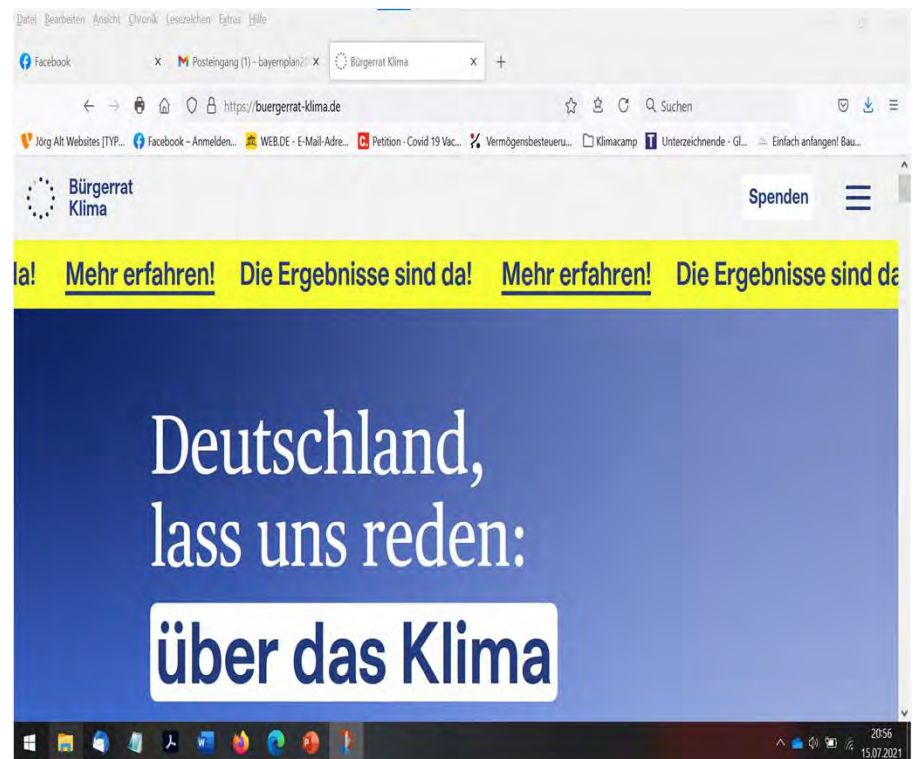 Datei Bearbeiten Ansicht Chronik Lesezeichen Extras Hilfe
Facebook Posteingang (1) - bayernplan2 Bürgerrat Klima
https://buergerrat-klima.de Suchen
Jörg Alt Websites [TYP... Facebook – Anmelden... WEB.DE - E-Mail-Adre... Petition · Covid 19 Vac... Vermögensbesteueru... Klimacamp Unterzeichnende - Gl... Einfach anfangen! Bau...
Bürgerrat
Klima
Spenden
la! Mehr erfahren! Die Ergebnisse sind da! Mehr erfahren! Die Ergebnisse sind da
Deutschland,
lass uns reden:
über das Klima
20:56
15.07.2021